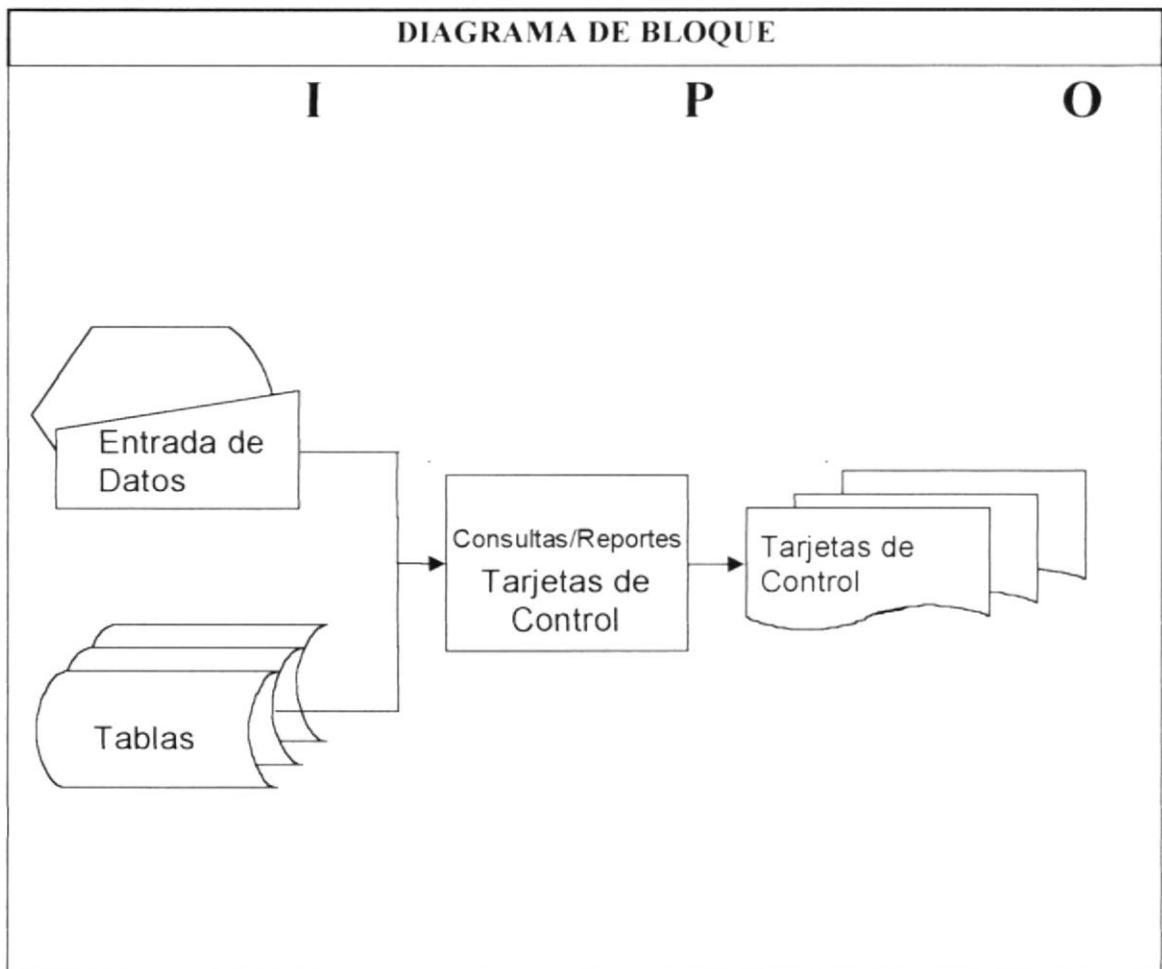 DIAGRAMA DE BLOQUE
I P O
Entrada de
Datos
Consultas/Reportes
Tarjetas de
Control
Tarjetas de
Control
Tablas